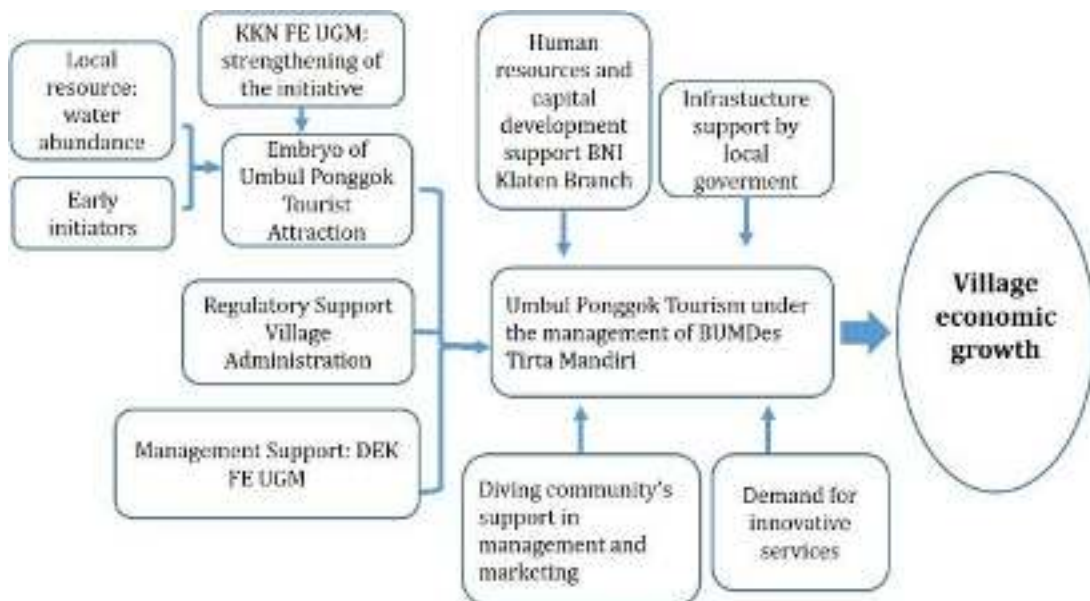 Local
resource:
water
abundance
Early
initiators
KKN FE UGM:
strengthening of
the initiative
Embryo of
Umbul Ponggok
Tourist
Attraction
Regulatory Support
Village
Administration
Management Support: DEK
FE UGM
Human
resources and
capital
development
support BNI
Klaten Branch
Infrastucture
support by
local
goverment
Umbul Ponggok Tourism under
the management of BUMDes
Tirta Mandiri
Diving community's
support in
management and
marketing
Demand for
innovative
services
Village
economic
growth